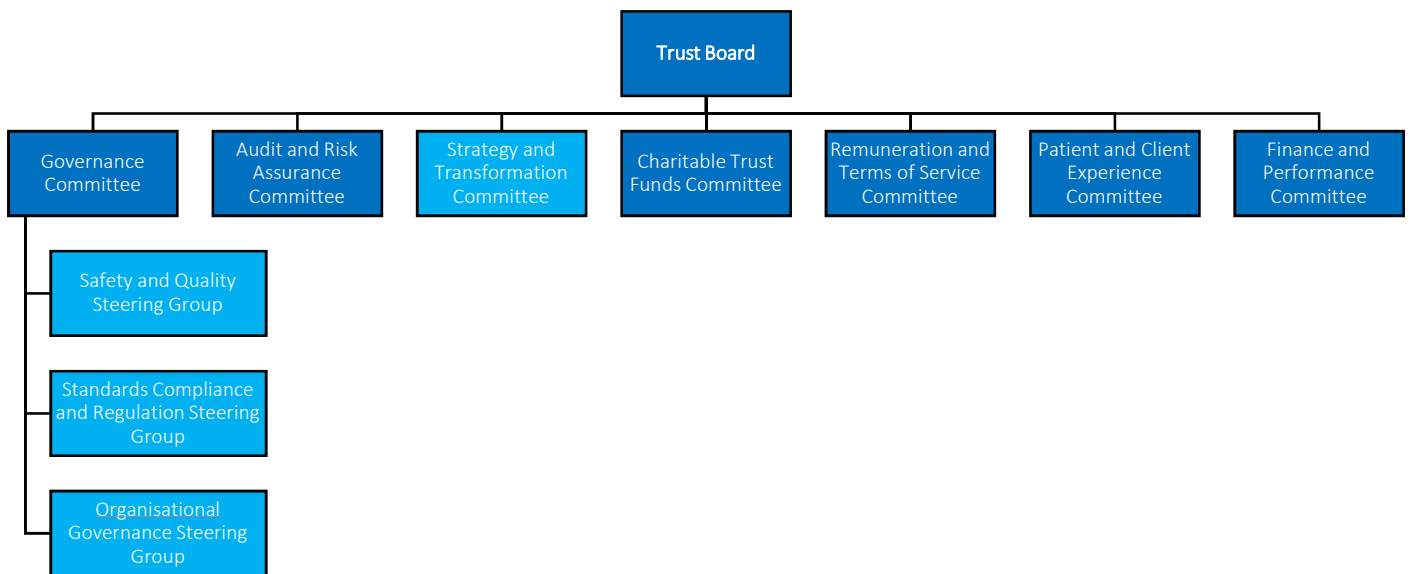 Trust Board
Governance
Committee
Audit and Risk
Assurance
Committee
Strategy and
Transformation
Committee
Charitable Trust
Funds Committee
Remuneration and
Terms of Service
Committee
Patient and Client
Experience
Committee
Finance and
Performance
Committee
Safety and Quality
Steering Group
Standards Compliance
and Regulation Steering
Group
Organisational
Governance Steering
Group